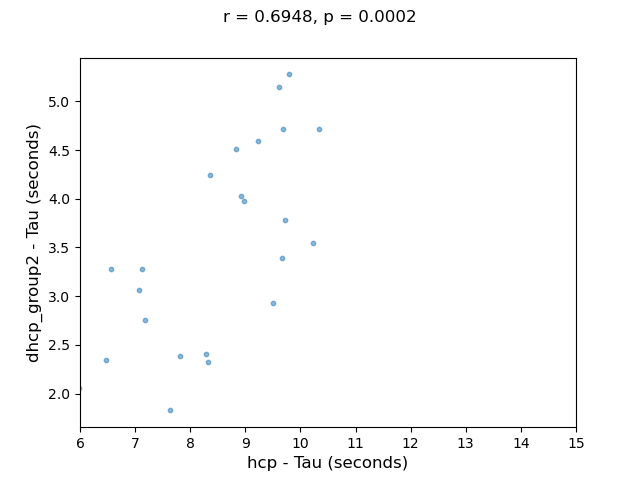 r = 0.6948, p = 0.0002
5.0
4.5
4.0
3.5
3.0
2.5
2.0
dhcp_group2 - Tau (seconds)
6 7 8 9 10 11 12 13 14 15
hcp - Tau (seconds)